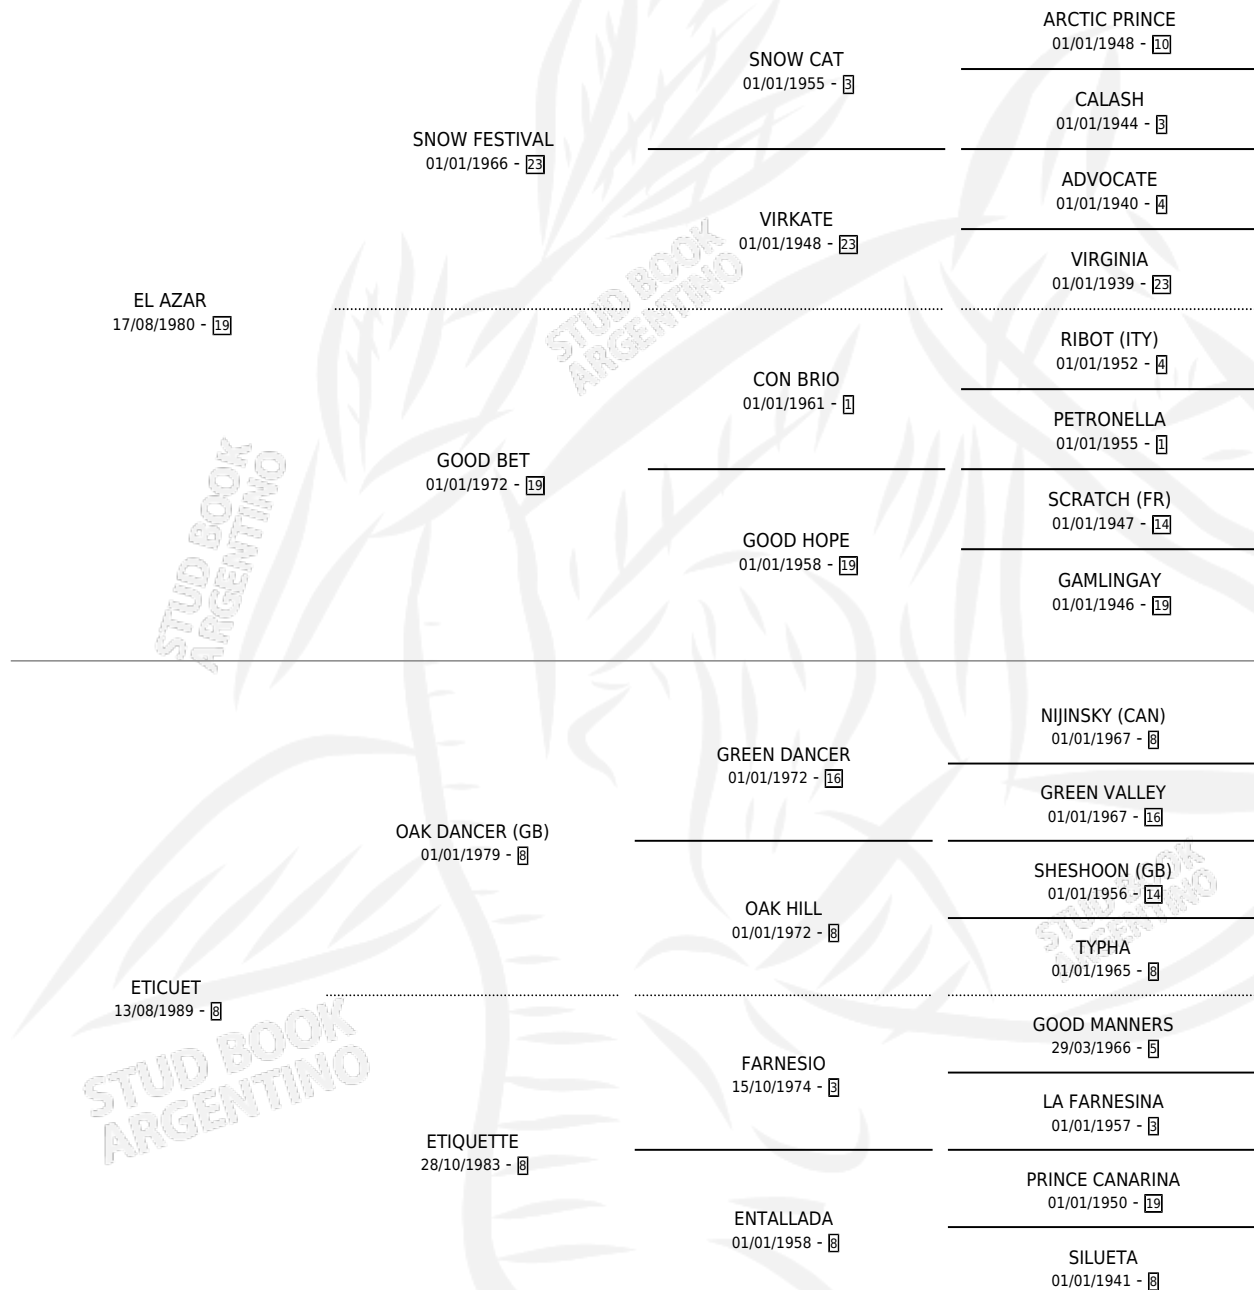 ARCTIC PRINCE
01/01/1948 - 10
SNOW CAT
01/01/1955 - 3
CALASH
01/01/1944 - 3
SNOW FESTIVAL
01/01/1966 - 23
ADVOCATE
01/01/1940 - 4
VIRKATE
01/01/1948 - 23
VIRGINIA
01/01/1939 - 23
EL AZAR
17/08/1980 - 19
STUD BOOK
ARGENTINO
RIBOT (ITY)
01/01/1952 - 4
CON BRIO
01/01/1961 - 1
PETRONELLA
01/01/1955 - 1
GOOD BET
01/01/1972 - 19
SCRATCH (FR)
01/01/1947 - 14
GOOD HOPE
01/01/1958 - 19
GAMLINGAY
01/01/1946 - 19
STUD BOOK
ARGENTINO
NIJINSKY (CAN)
01/01/1967 - 8
GREEN DANCER
01/01/1972 - 16
GREEN VALLEY
01/01/1967 - 16
OAK DANCER (GB)
01/01/1979 - 8
SHESHOON (GB)
01/01/1956 - 14
OAK HILL
01/01/1972 - 8
TYPHA
01/01/1965 - 8
STUD BOOK
ARGENTINO
ETICUET
13/08/1989 - 8
GOOD MANNERS
29/03/1966 - 5
FARNESIO
15/10/1974 - 3
LA FARNESINA
01/01/1957 - 3
STUD BOOK
ARGENTINO
ETIQUETTE
28/10/1983 - 8
PRINCE CANARINA
01/01/1950 - 19
ENTALLADA
01/01/1958 - 8
SILUETA
01/01/1941 - 8